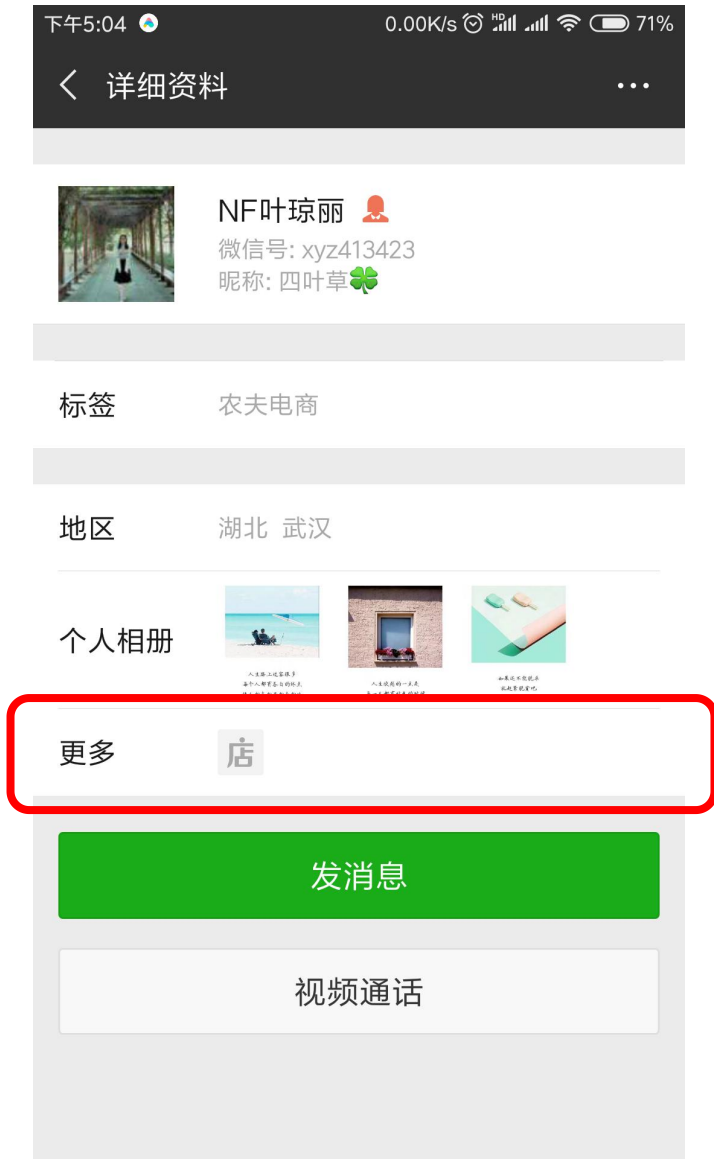 下午5:04 0.00K/s HD 71%
详细资料
NF叶琼丽
微信号: xyz413423
昵称: 四叶草🍀
标签 农夫电商
地区 湖北 武汉
个人相册
更多 店
发消息
视频通话